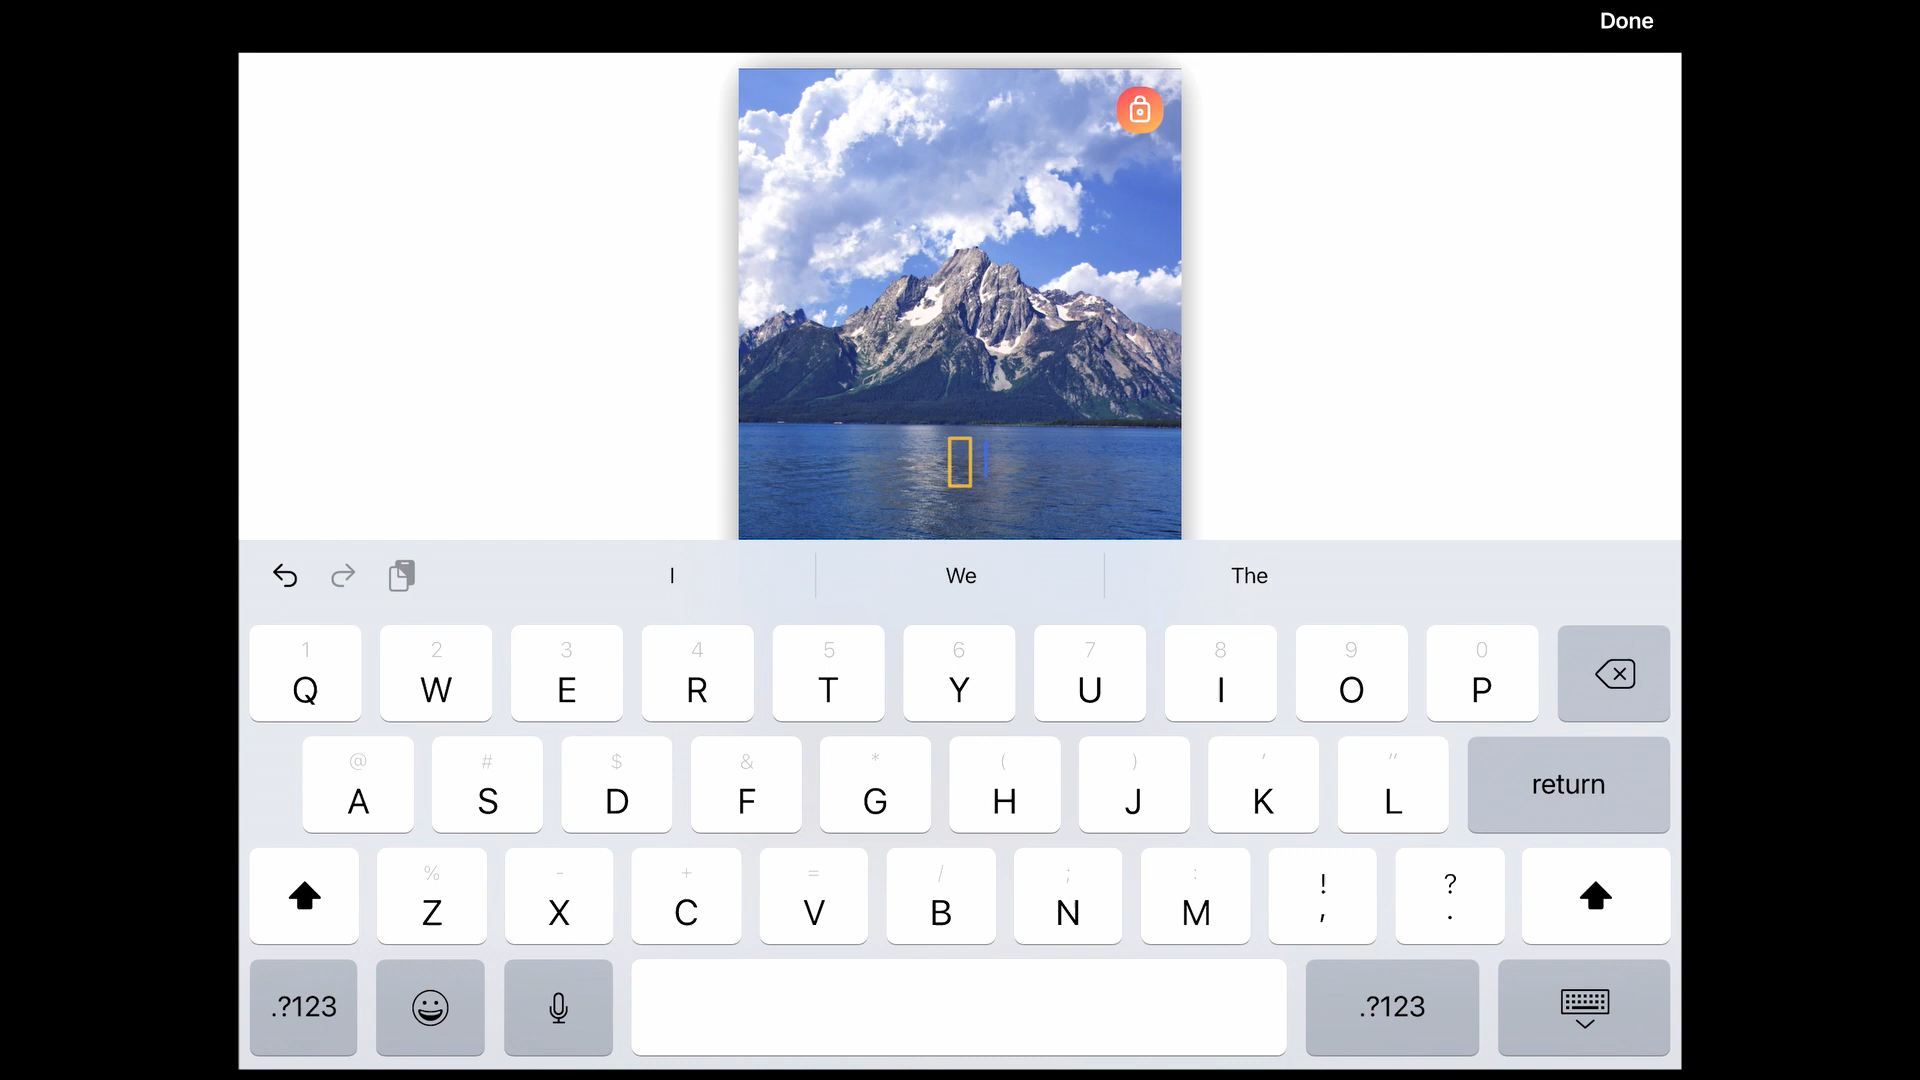 Done
I We The
1 2 3 4 5 6 7 8 9 0
Q W E R T Y U I O P
@ # $ & * ( ) ' "
A S D F G H J K L return
% - + = / ; : ! ?
Z X C V B N M , .
.?123 .?123